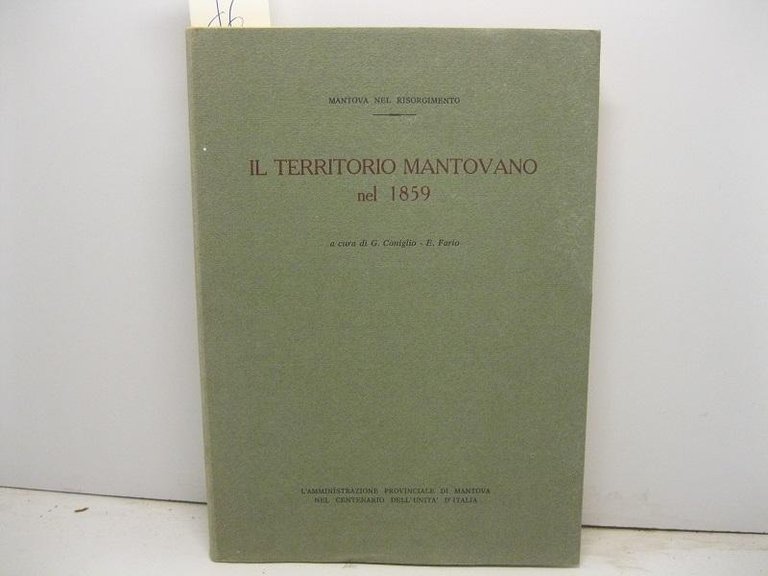 MANTOVA NEL RISORGIMENTO
IL TERRITORIO MANTOVANO
nel 1859
a cura di G. Coniglio - E. Fario
L'AMMINISTRAZIONE PROVINCIALE DI MANTOVA
NEL CENTENARIO DELL'UNITA' D'ITALIA